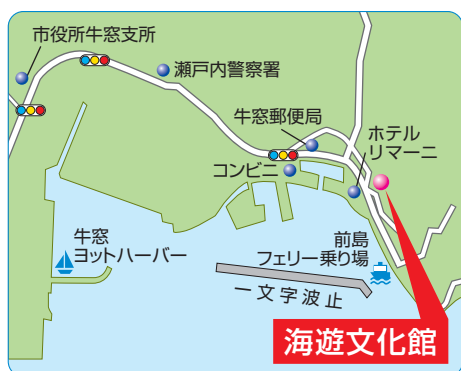 市役所牛窓支所
瀬戸内警察署
牛窓郵便局
ホテル
リマーニ
コンビニ
牛窓
ヨットハーバー
前島
フェリー乗り場
一文字波止
海遊文化館